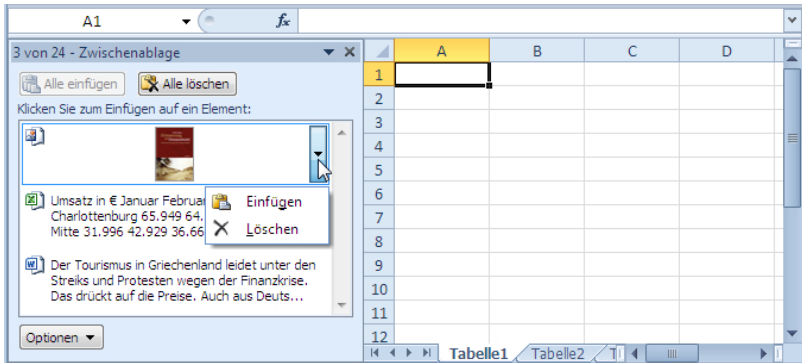 A1
fx
3 von 24 - Zwischenablage
Alle einfügen
Alle löschen
Klicken Sie zum Einfügen auf ein Element:
Umsatz in € Januar Februar
Charlottenburg 65.949 64.
Mitte 31.996 42.929 36.66
Einfügen
Löschen
Der Tourismus in Griechenland leidet unter den
Streiks und Protesten wegen der Finanzkrise.
Das drückt auf die Preise. Auch aus Deuts...
Optionen
A B C D
1
2
3
4
5
6
7
8
9
10
11
12
Tabelle1 Tabelle2